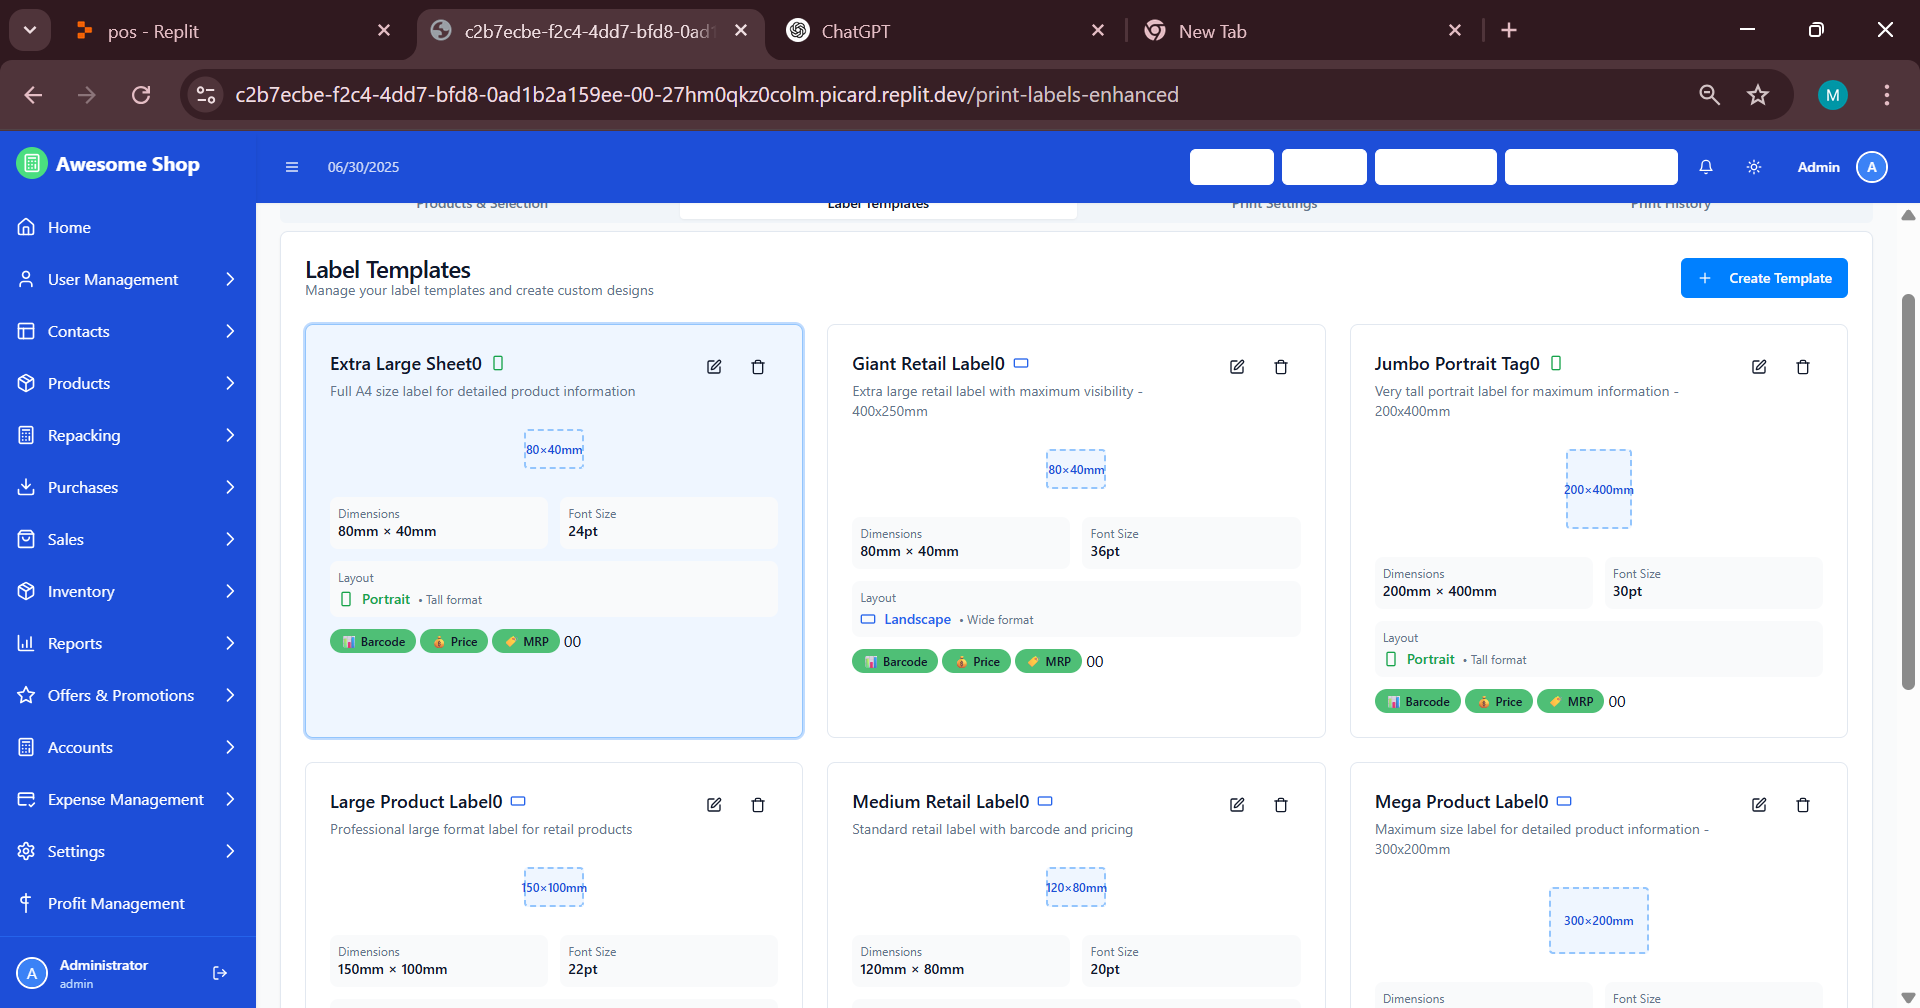 pos - Replit
c2b7ecbe-f2c4-4dd7-bfd8-0ad1
ChatGPT
New Tab
c2b7ecbe-f2c4-4dd7-bfd8-0ad1b2a159ee-00-27hm0qkz0colm.picard.replit.dev/print-labels-enhanced
M
Awesome Shop
06/30/2025
Admin
A
Home
User Management
Contacts
Products
Repacking
Purchases
Sales
Inventory
Reports
Offers & Promotions
Accounts
Expense Management
Settings
Profit Management
A
Administrator
admin
Products & Selection
Label Templates
Print Settings
Print History
Label Templates
Manage your label templates and create custom designs
Create Template
Extra Large Sheet0
Full A4 size label for detailed product information
80×40mm
Dimensions
80mm × 40mm
Font Size
24pt
Layout
Portrait • Tall format
Barcode Price MRP 00
Giant Retail Label0
Extra large retail label with maximum visibility -
400x250mm
80×40mm
Dimensions
80mm × 40mm
Font Size
36pt
Layout
Landscape • Wide format
Barcode Price MRP 00
Jumbo Portrait Tag0
Very tall portrait label for maximum information -
200x400mm
200×400mm
Dimensions
200mm × 400mm
Font Size
30pt
Layout
Portrait • Tall format
Barcode Price MRP 00
Large Product Label0
Professional large format label for retail products
150×100mm
Dimensions
150mm × 100mm
Font Size
22pt
Medium Retail Label0
Standard retail label with barcode and pricing
120×80mm
Dimensions
120mm × 80mm
Font Size
20pt
Mega Product Label0
Maximum size label for detailed product information -
300x200mm
300×200mm
Dimensions
Font Size